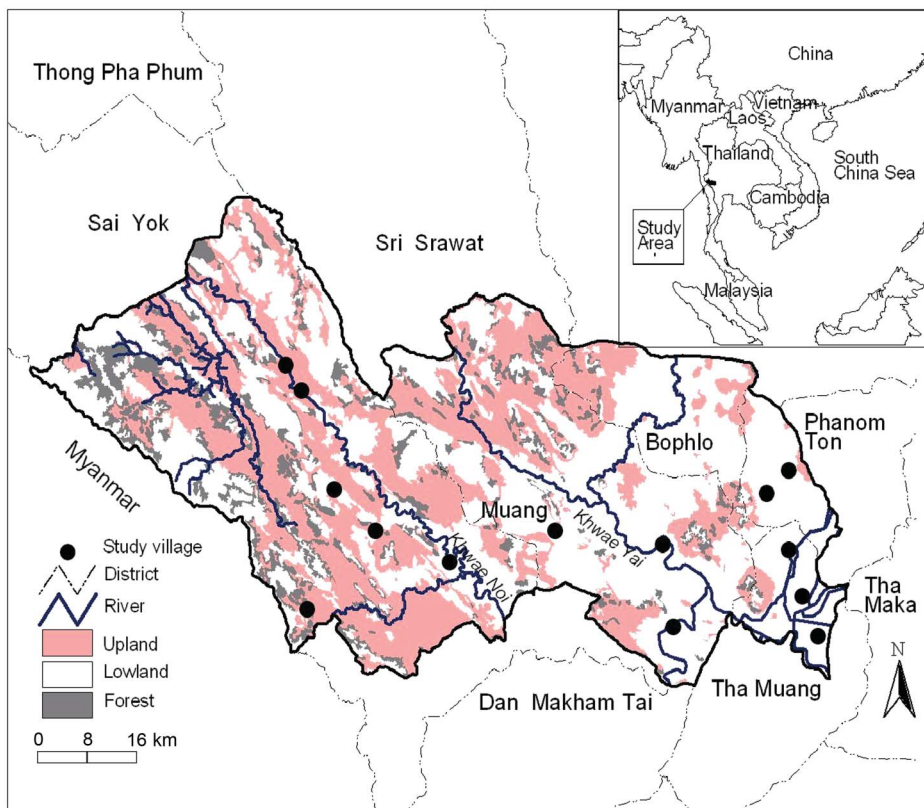 Thong Pha Phum
Sai Yok
Sri Srawat
China
Myanmar
Vietnam
Laos
Thailand
South
China Sea
Cambodia
Study
Area
Malaysia
Phanom
Ton
Bophlo
Myanmar
Muang
Khwae Yai
Khwae Noi
Tha
Maka
Dan Makham Tai
Tha Muang
Study village
District
River
Upland
Lowland
Forest
0 8 16 km
N